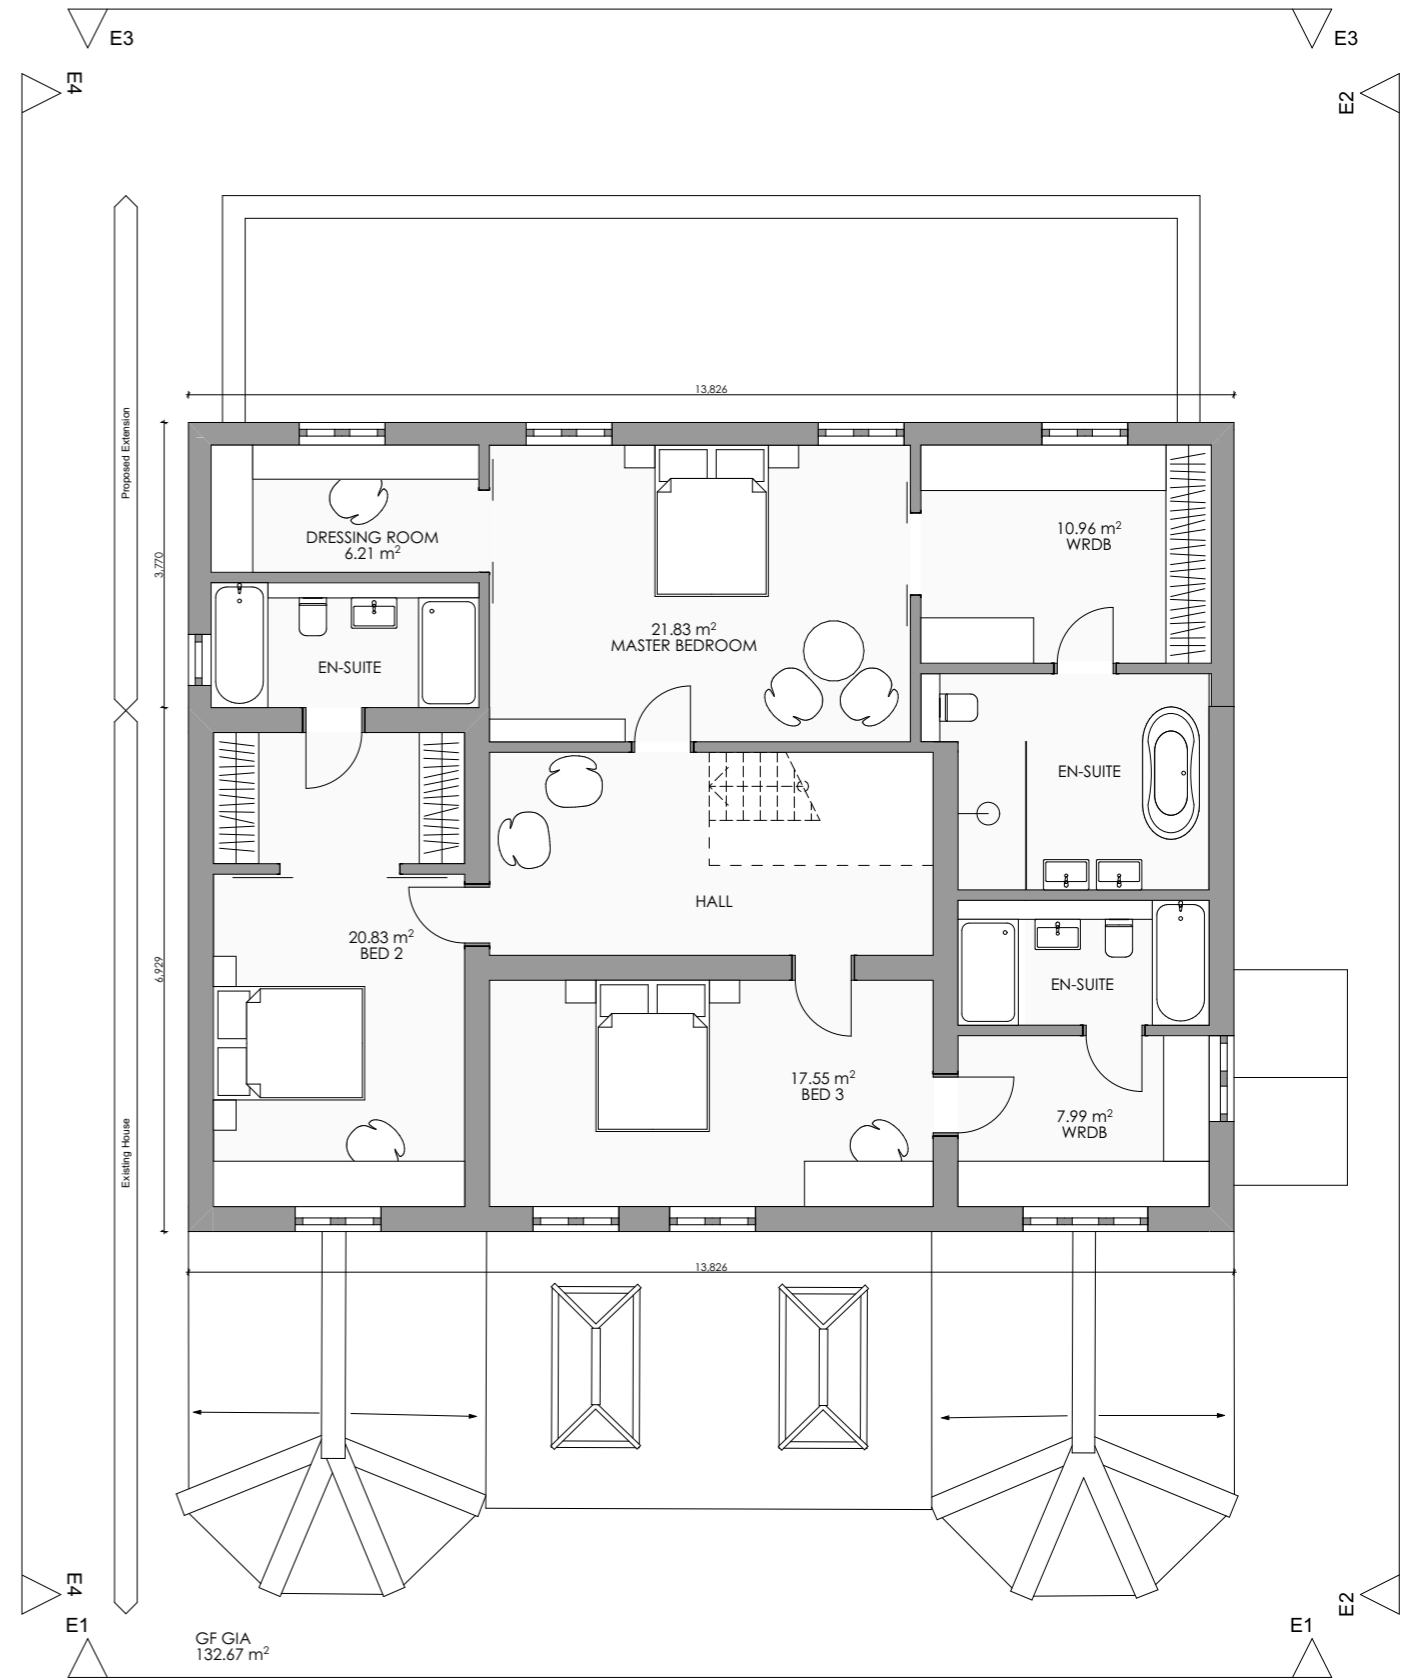 E3
E3
E4
E2
Proposed Extension
13,826
3,770
DRESSING ROOM
6.21 m²
10.96 m²
WRDB
21.83 m²
MASTER BEDROOM
EN-SUITE
EN-SUITE
HALL
20.83 m²
BED 2
6,929
EN-SUITE
17.55 m²
BED 3
7.99 m²
WRDB
Existing House
13,826
E4
E2
E1
E1
GF GIA
132.67 m²